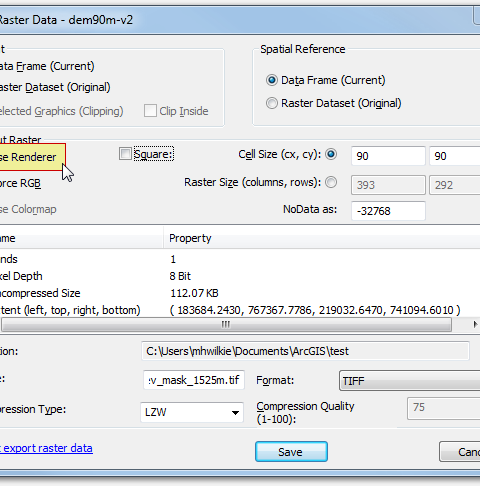 Raster Data - dem90m-v2
Spatial Reference
ata Frame (Current)
Data Frame (Current)
aster Dataset (Original)
Raster Dataset (Original)
elected Graphics (Clipping)
Clip Inside
ut Raster
se Renderer
Square:
Cell Size (cx, cy):
90
90
orce RGB
Raster Size (columns, rows):
393
292
se Colormap
NoData as:
-32768
ame
Property
nds
1
xel Depth
8 Bit
ncompressed Size
112.07 KB
tent (left, top, right, bottom)
( 183684.2430, 767367.7786, 219032.6470, 741094.6010 )
tion:
C:\Users\mhwilkie\Documents\ArcGIS\test
e:
v_mask_1525m.tif
Format:
TIFF
pression Type:
LZW
Compression Quality
(1-100):
75
t export raster data
Save
Canc